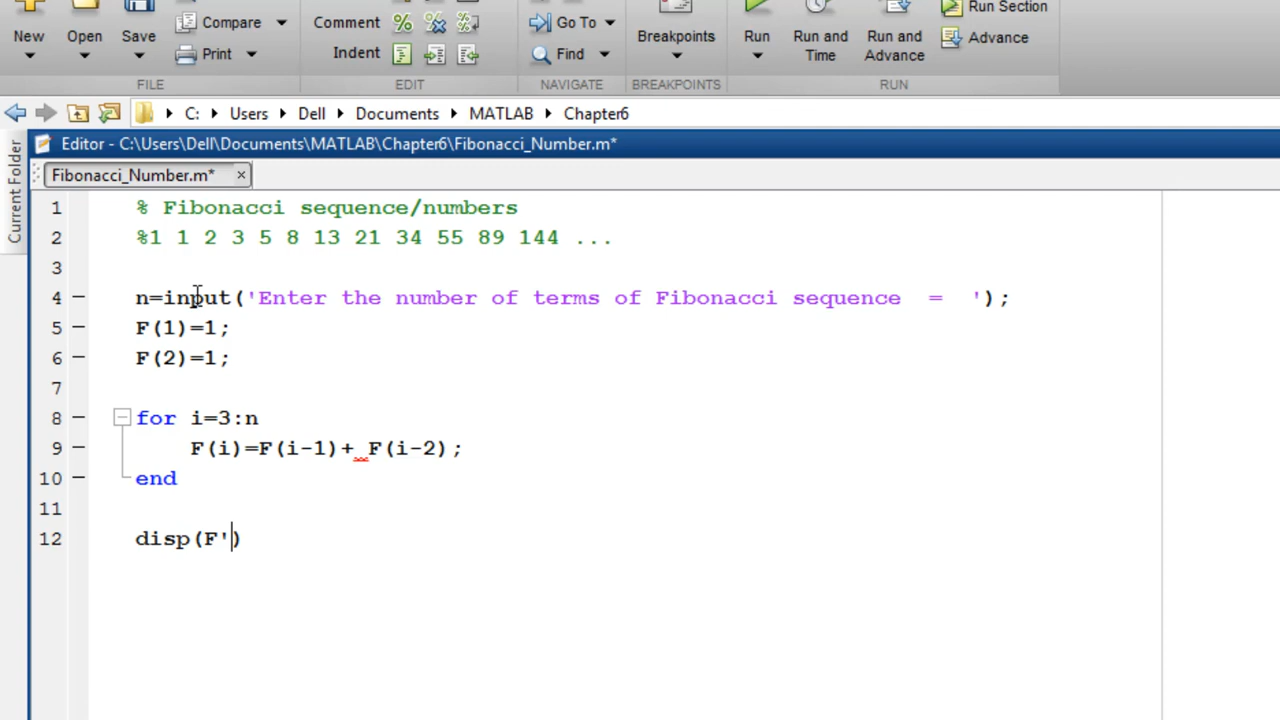 New Open Save Compare Print
Comment
Indent
Go To
Find
Breakpoints
Run Run and Time Run and Advance
Run Section
Advance
FILE EDIT NAVIGATE BREAKPOINTS RUN
C: Users Dell Documents MATLAB Chapter6
Current Folder
Editor - C:\Users\Dell\Documents\MATLAB\Chapter6\Fibonacci_Number.m*
Fibonacci_Number.m* ×
1 % Fibonacci sequence/numbers
2 %1 1 2 3 5 8 13 21 34 55 89 144 ...
3
4 – n=input('Enter the number of terms of Fibonacci sequence  =  ');
5 – F(1)=1;
6 – F(2)=1;
7
8 – for i=3:n
9 – F(i)=F(i-1)+ F(i-2);
10 – end
11
12 disp(F')